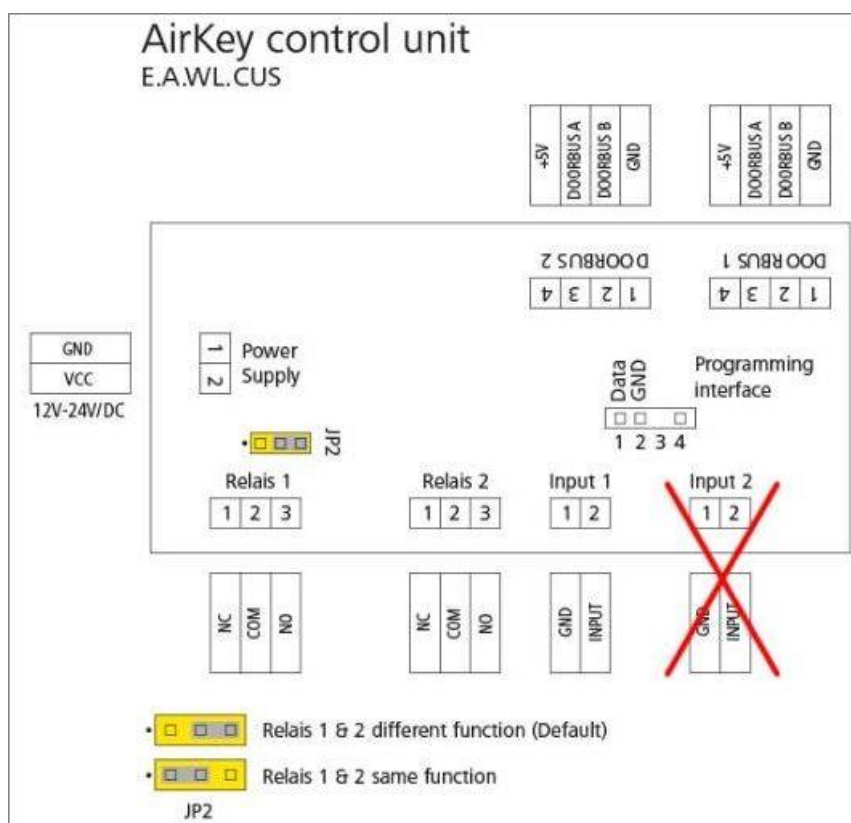 AirKey control unit
E.A.WL.CUS
+5V DOORBUS A DOORBUS B GND
+5V DOORBUS A DOORBUS B GND
DOORBUS 2
4 3 2 1
DOORBUS 1
4 3 2 1
GND
VCC
12V-24V/DC
1
2
Power
Supply
Data
GND
1 2 3 4
Programming
interface
JP2
Relais 1
1 2 3
Relais 2
1 2 3
Input 1
1 2
Input 2
1 2
NC COM NO
NC COM NO
GND INPUT
GND INPUT
Relais 1 & 2 different function (Default)
Relais 1 & 2 same function
JP2